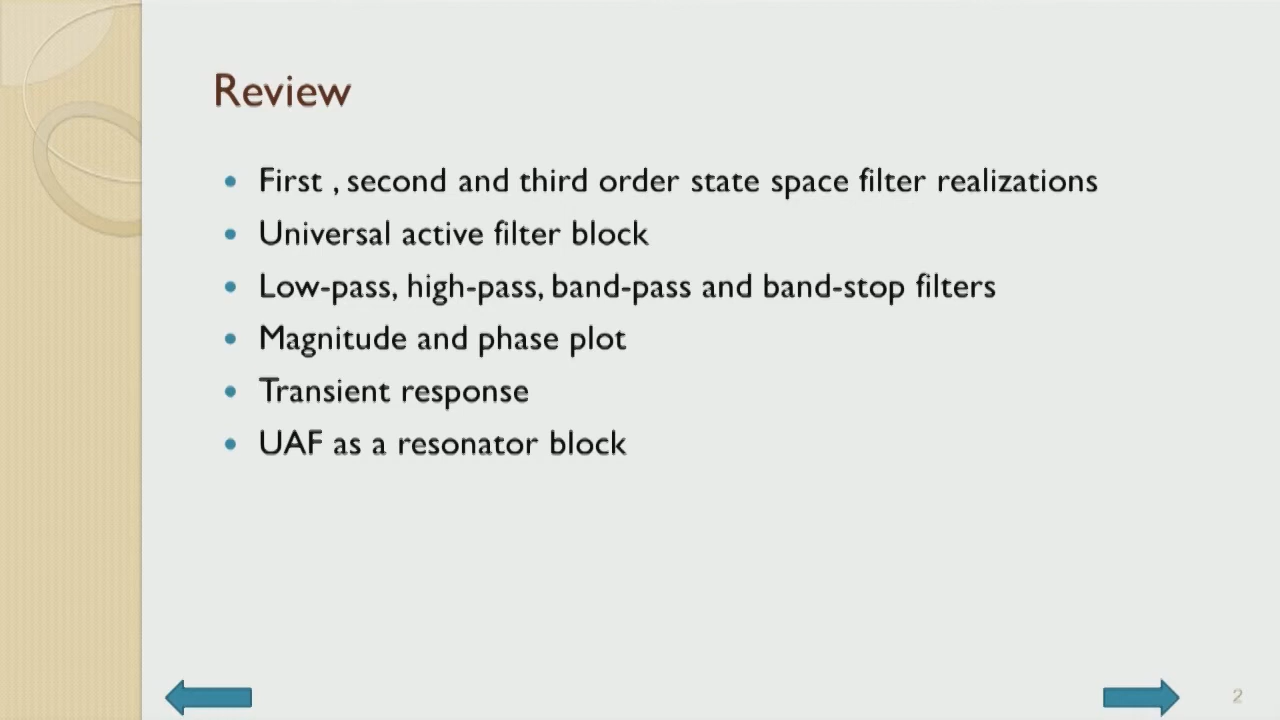 Review
• First , second and third order state space filter realizations
• Universal active filter block
• Low-pass, high-pass, band-pass and band-stop filters
• Magnitude and phase plot
• Transient response
• UAF as a resonator block
2